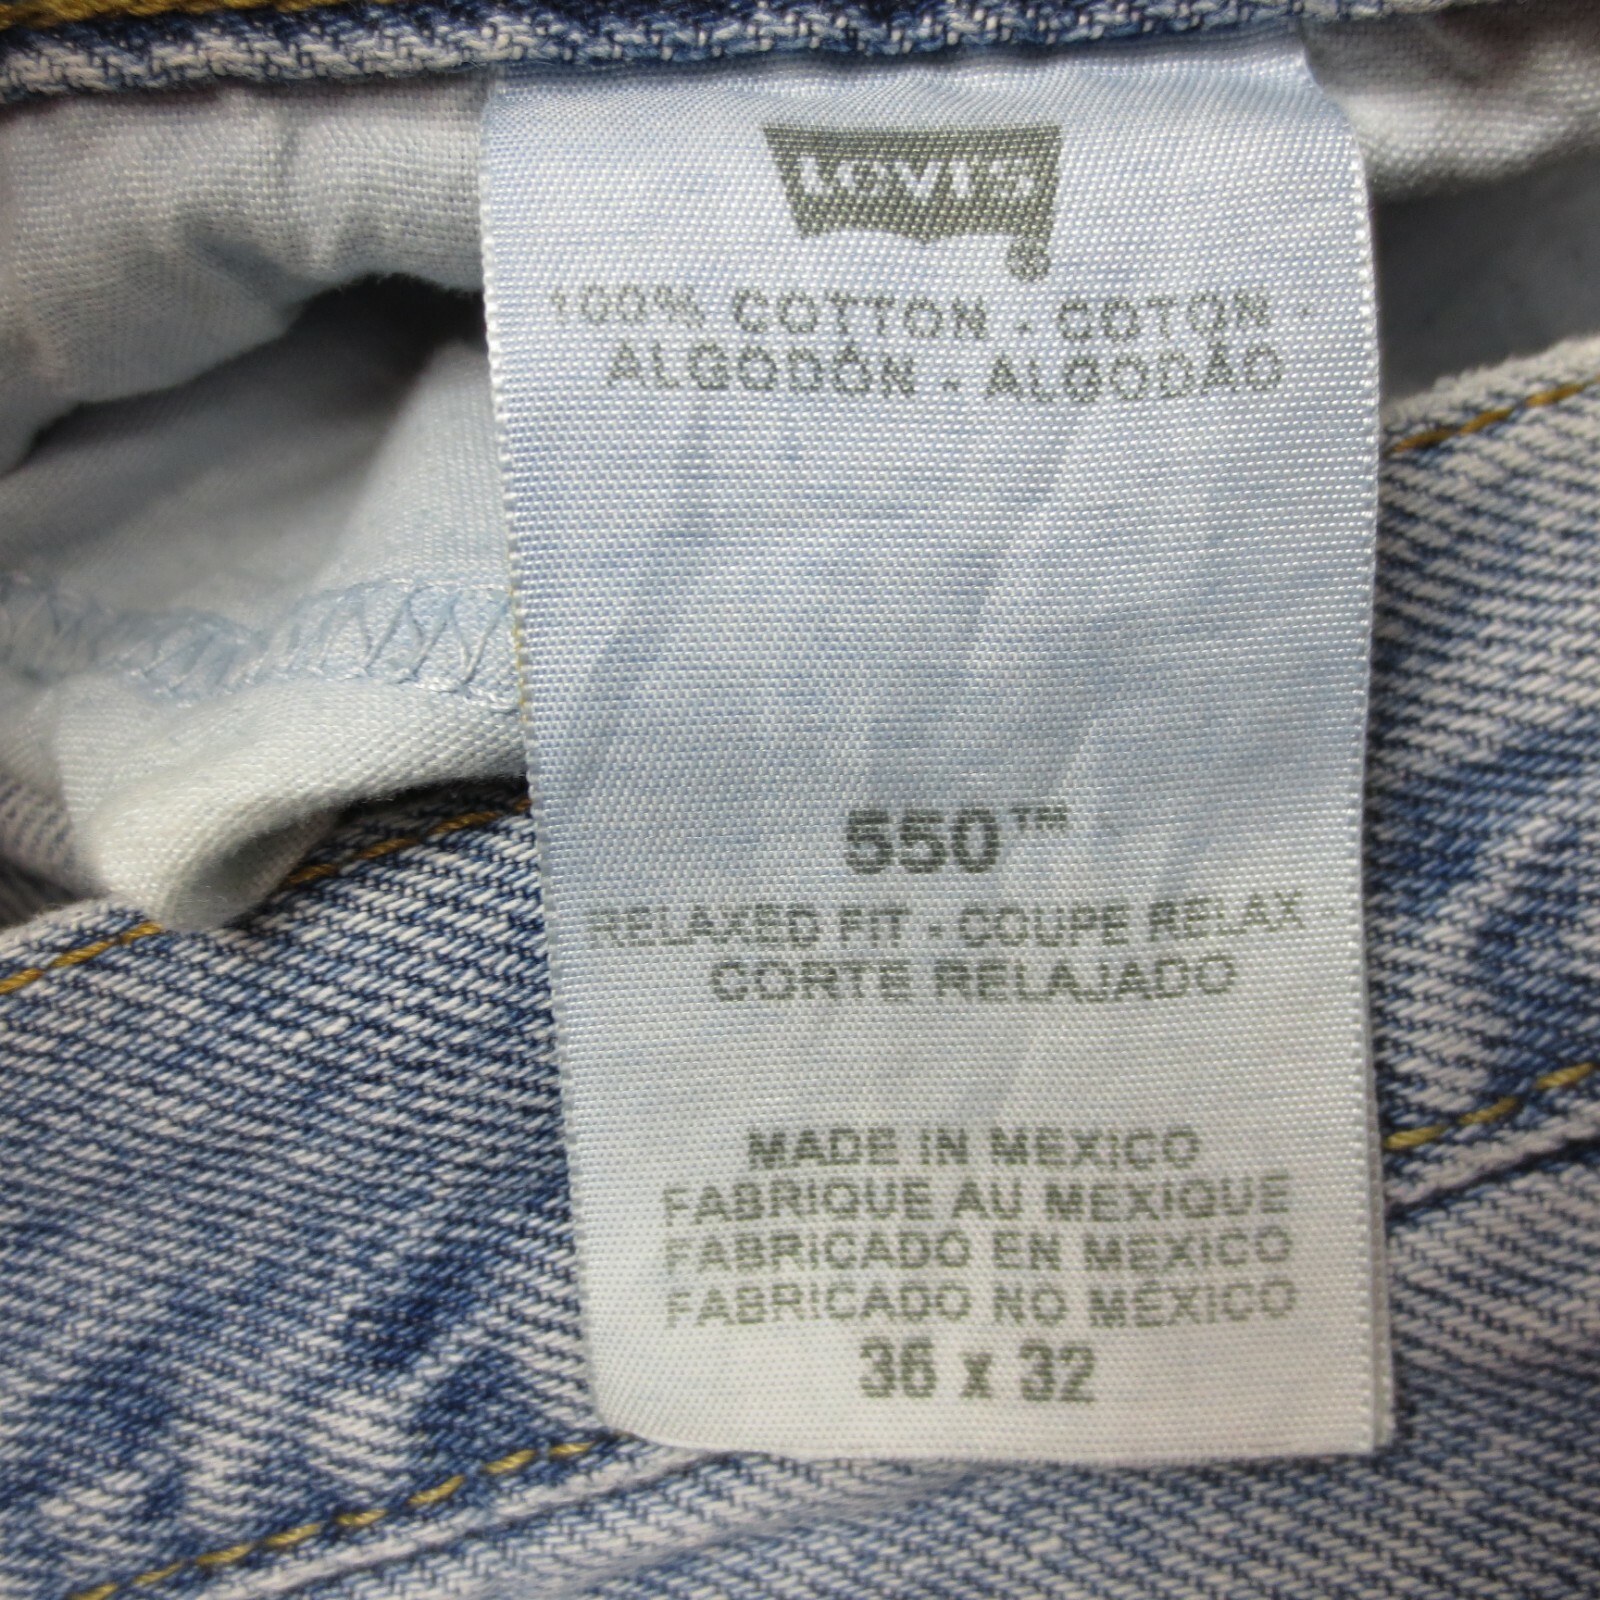 Levi's
®
100% COTTON - COTON -
ALGODÓN - ALGODÃO
550™
RELAXED FIT - COUPE RELAX -
CORTE RELAJADO
MADE IN MEXICO
FABRIQUE AU MEXIQUE
FABRICADO EN MEXICO
FABRICADO NO MÉXICO
36 x 32